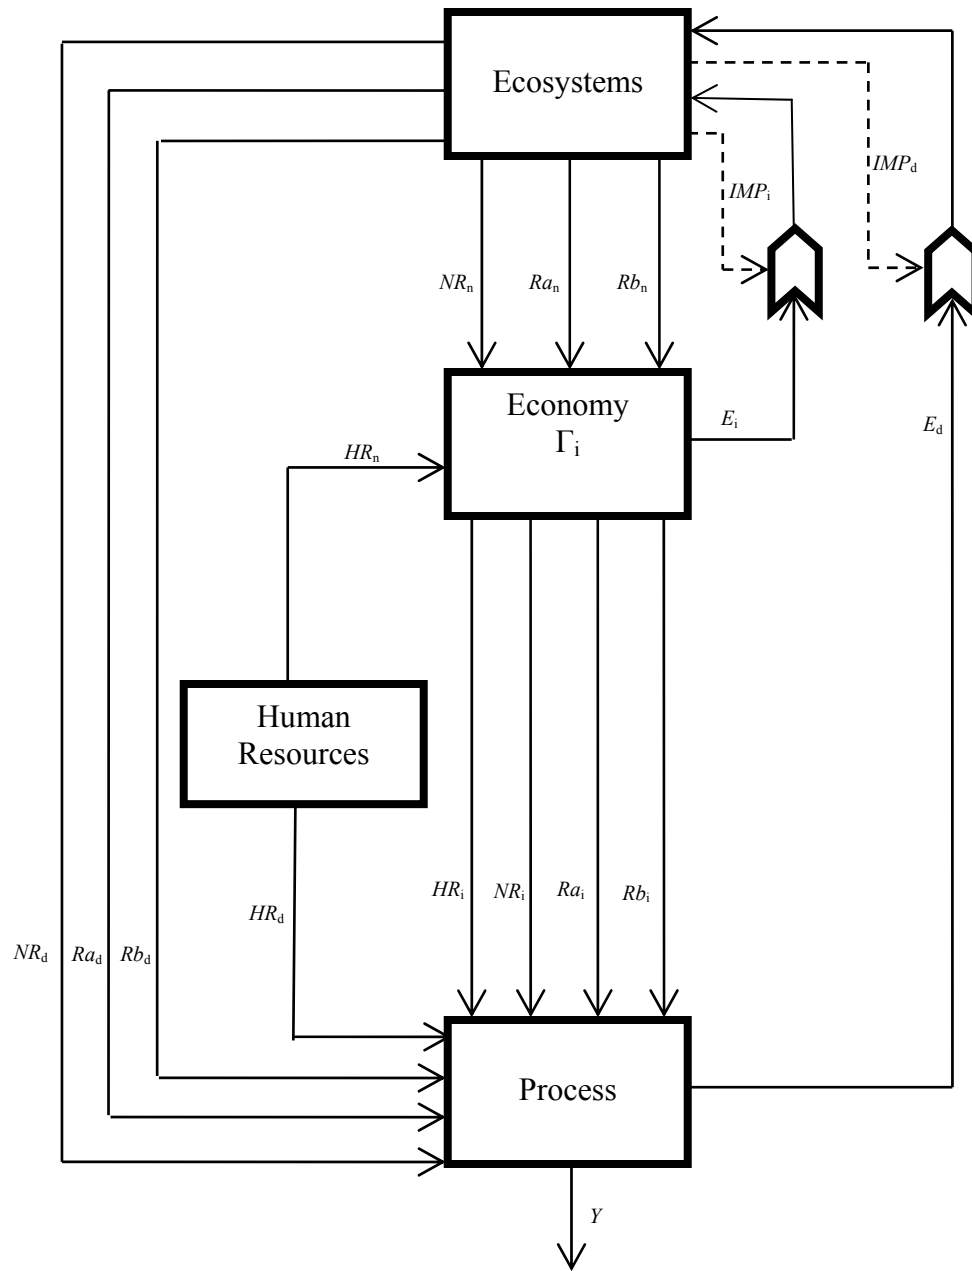 Ecosystems
IMPd
IMPi
NRn
Ran
Rbn
Economy
Γi
Ei
Ed
HRn
Human
Resources
HRi
NRi
Rai
Rbi
HRd
NRd
Rad
Rbd
Process
Y